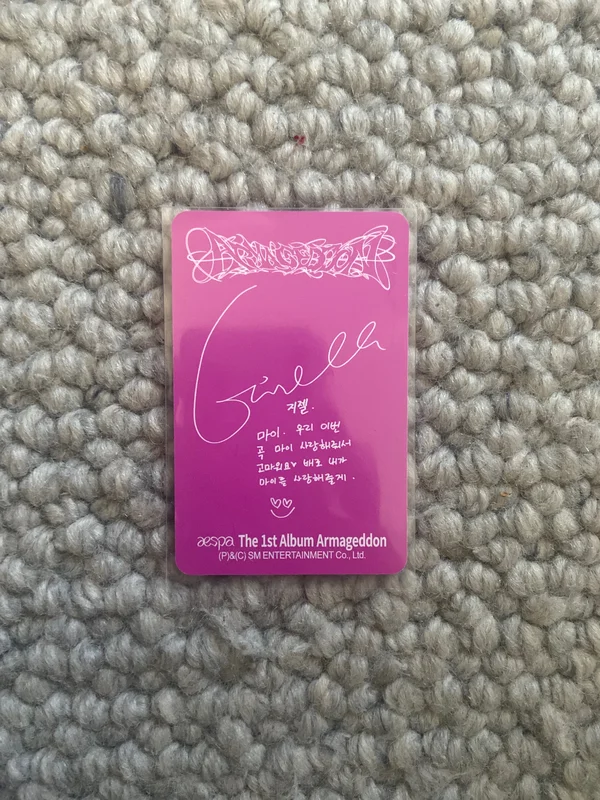 ARMAGEDDON
Giselle
지젤.
마이. 우리 이번
곡 마이 사랑해줘서
고마워요♥ 배로 내가
마이를 사랑해줄게.
aespa The 1st Album Armageddon
(P)&(C) SM ENTERTAINMENT Co., Ltd.